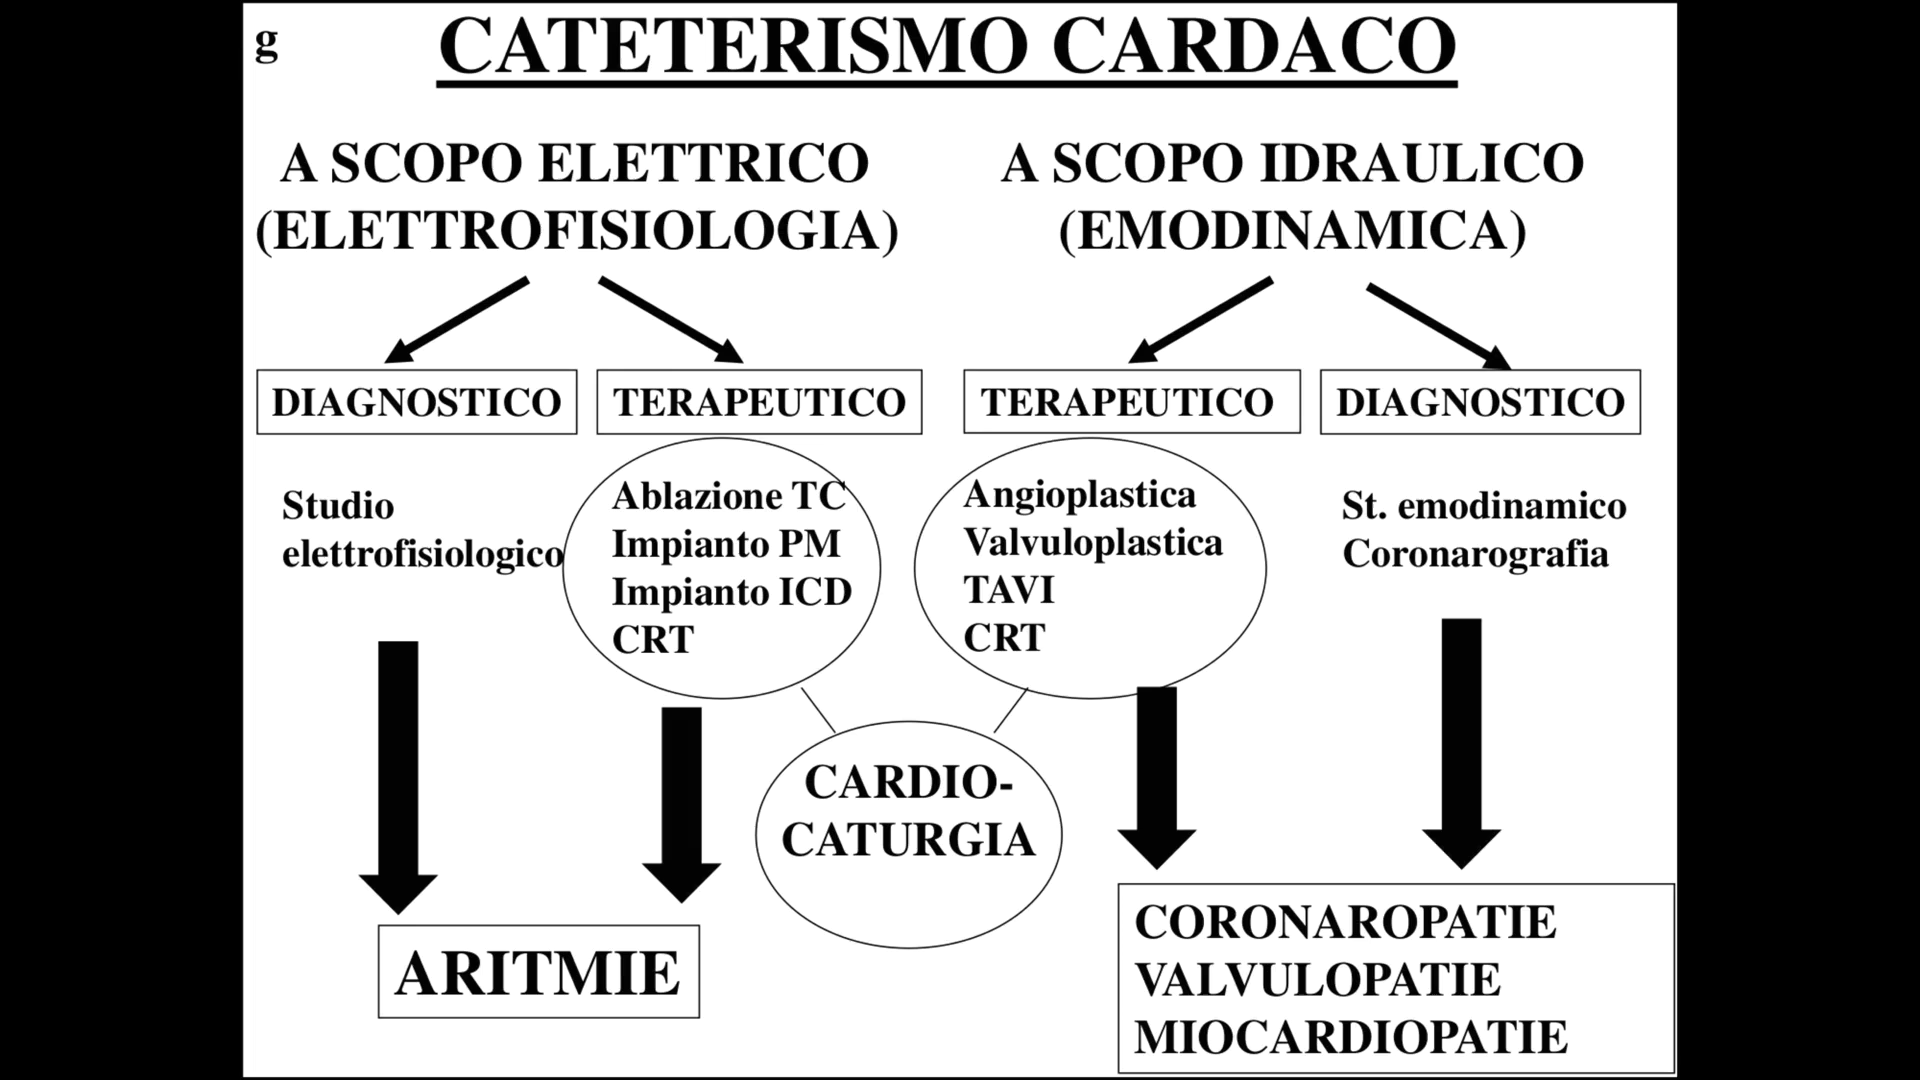 g
CATETERISMO CARDACO
A SCOPO ELETTRICO
(ELETTROFISIOLOGIA)
A SCOPO IDRAULICO
(EMODINAMICA)
DIAGNOSTICO
TERAPEUTICO
TERAPEUTICO
DIAGNOSTICO
Studio
elettrofisiologico
Ablazione TC
Impianto PM
Impianto ICD
CRT
Angioplastica
Valvuloplastica
TAVI
CRT
St. emodinamico
Coronarografia
CARDIO-
CATURGIA
ARITMIE
CORONAROPATIE
VALVULOPATIE
MIOCARDIOPATIE